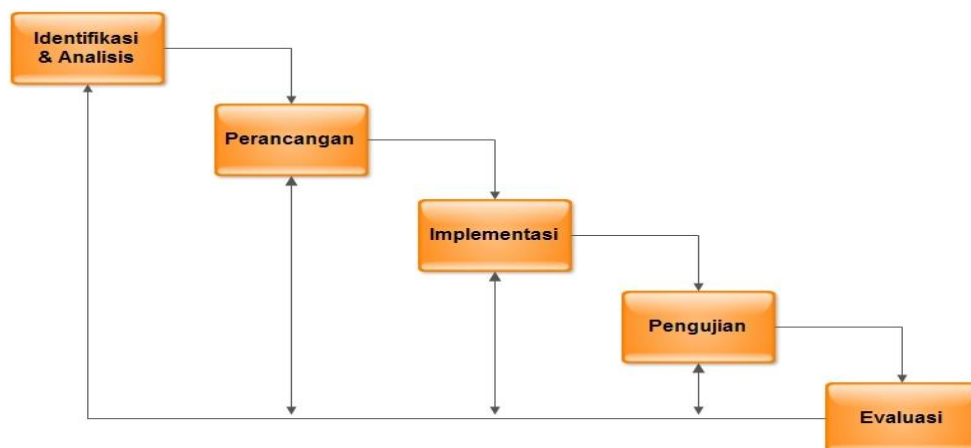 Identifikasi
& Analisis
Perancangan
Implementasi
Pengujian
Evaluasi